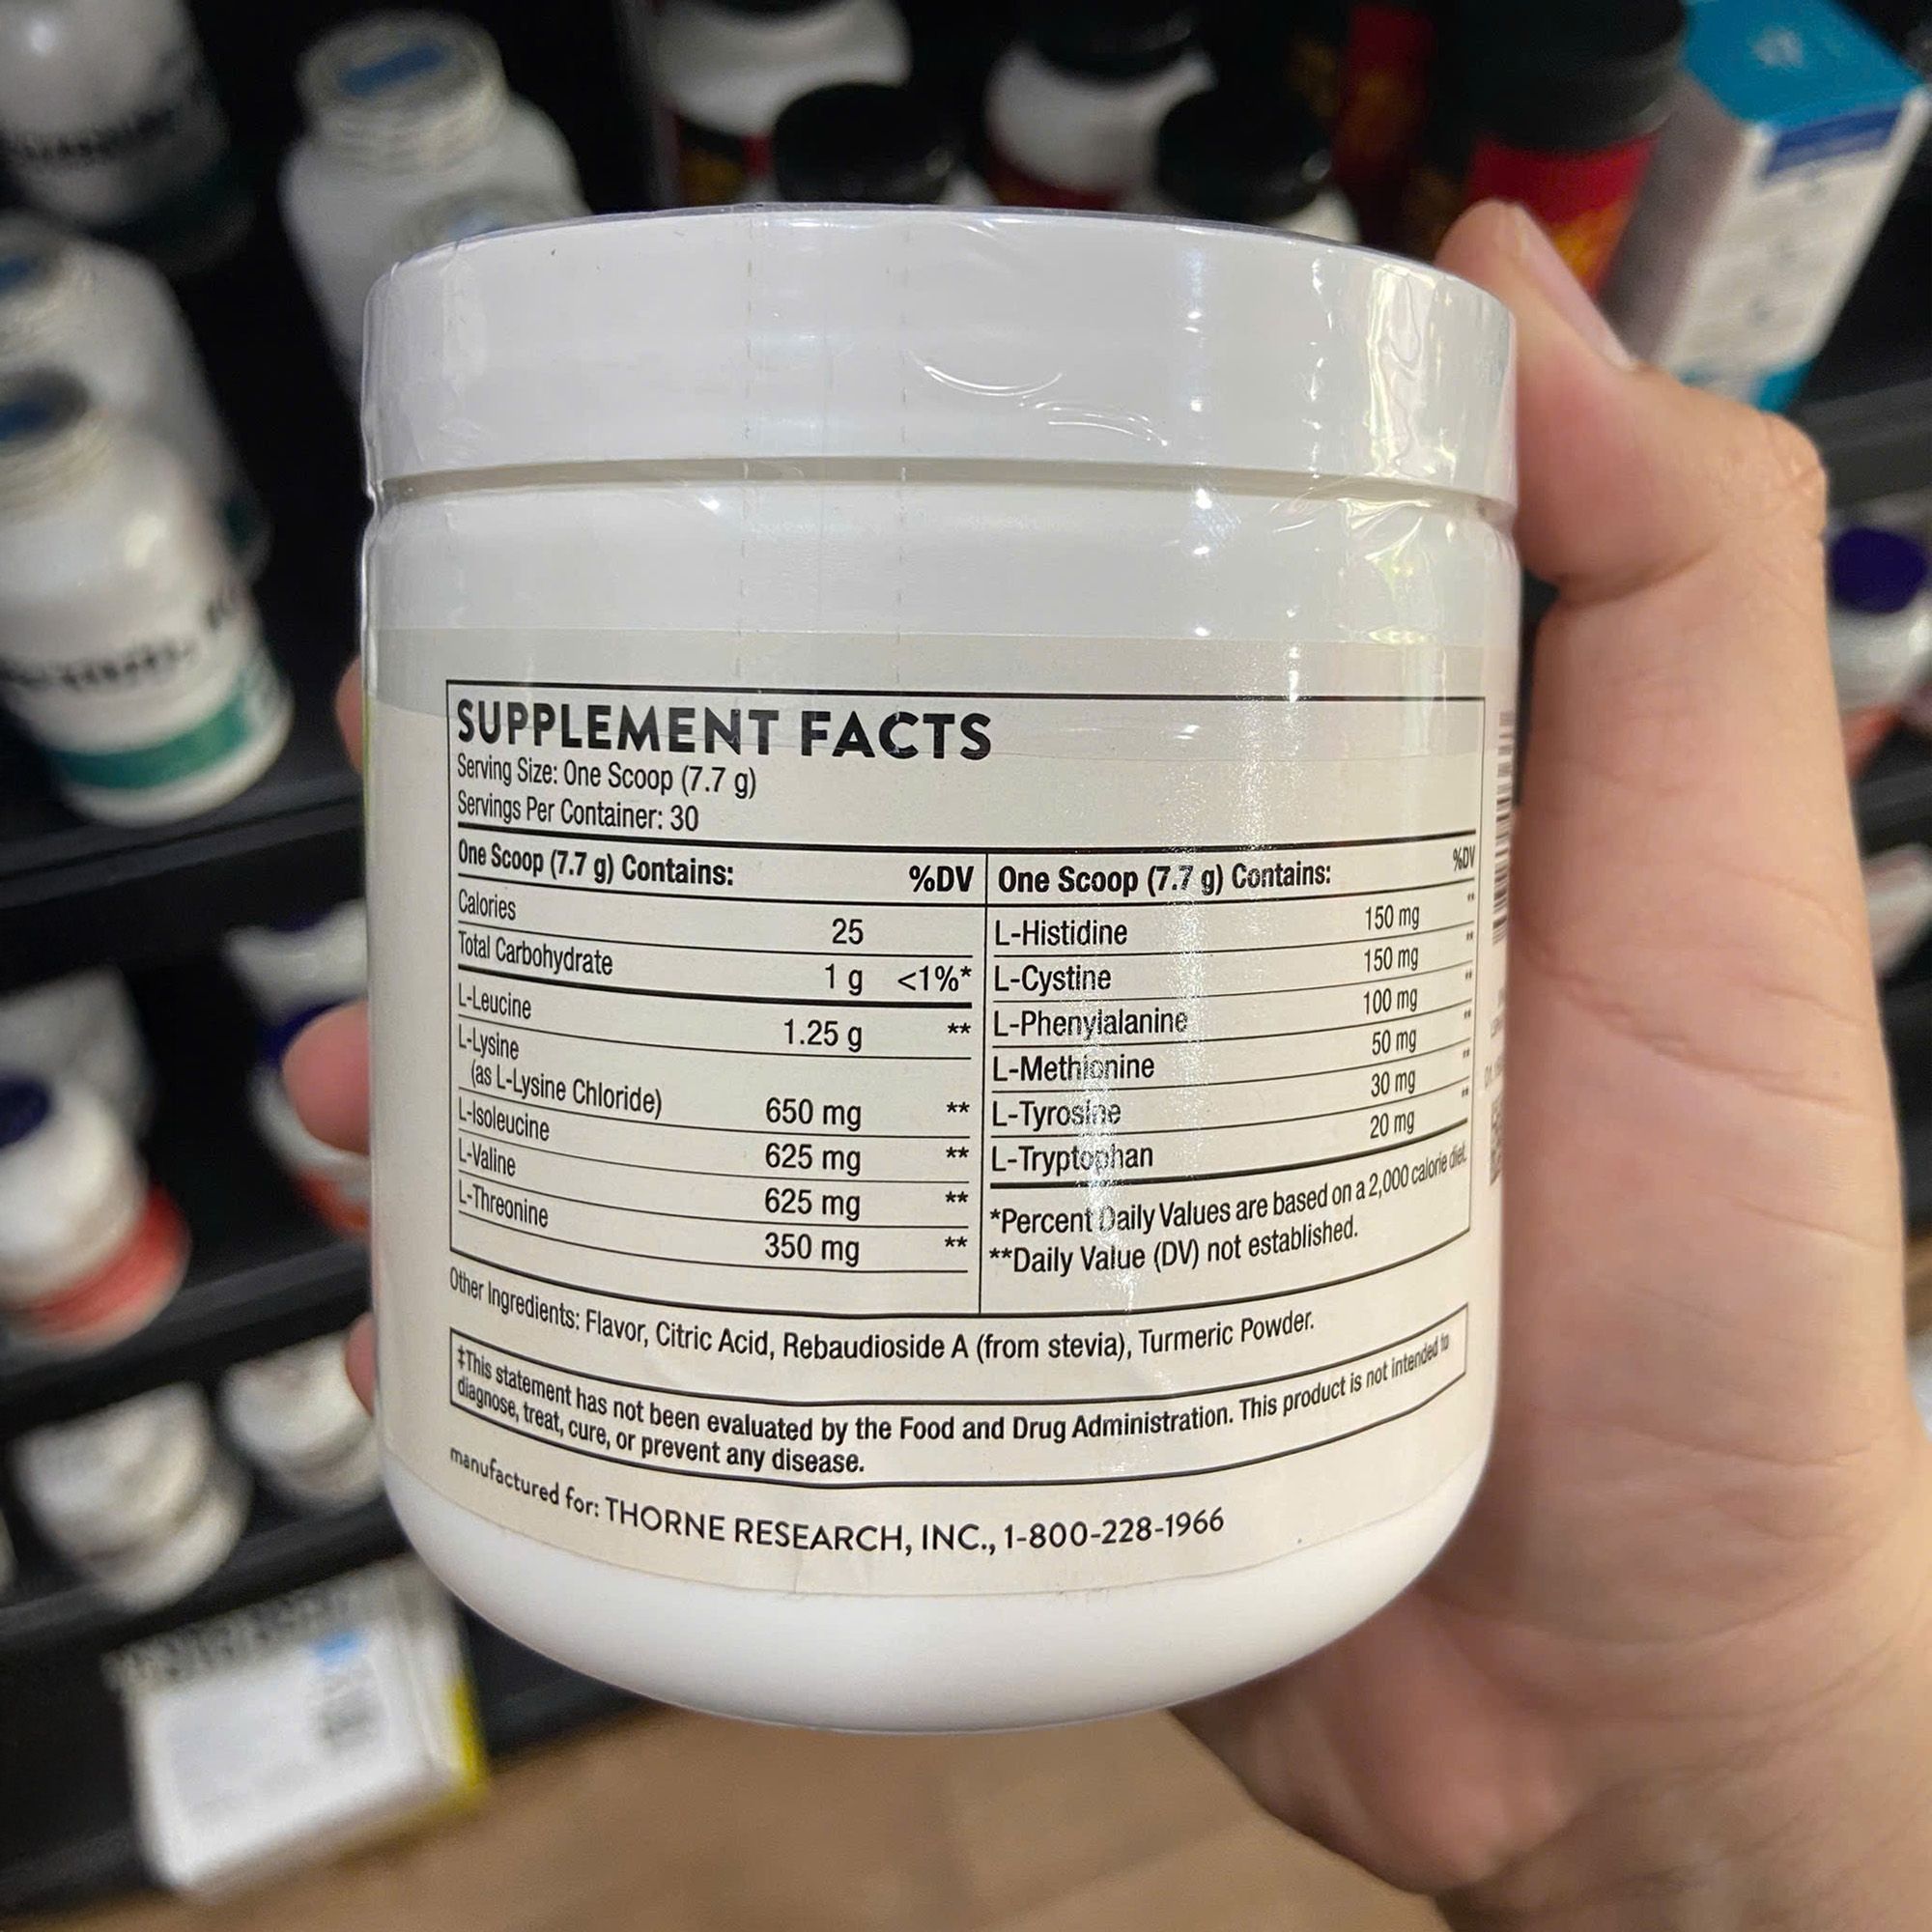 SUPPLEMENT FACTS
Serving Size: One Scoop (7.7 g)
Servings Per Container: 30
One Scoop (7.7 g) Contains: %DV
Calories 25
Total Carbohydrate 1 g <1%*
L-Leucine 1.25 g **
L-Lysine
(as L-Lysine Chloride) 650 mg **
L-Isoleucine 625 mg **
L-Valine 625 mg **
L-Threonine 350 mg **
One Scoop (7.7 g) Contains: %DV
L-Histidine 150 mg **
L-Cystine 150 mg **
L-Phenylalanine 100 mg **
L-Methionine 50 mg **
L-Tyrosine 30 mg **
L-Tryptophan 20 mg **
*Percent Daily Values are based on a 2,000 calorie diet.
**Daily Value (DV) not established.
Other Ingredients: Flavor, Citric Acid, Rebaudioside A (from stevia), Turmeric Powder.
‡This statement has not been evaluated by the Food and Drug Administration. This product is not intended to
diagnose, treat, cure, or prevent any disease.
manufactured for: THORNE RESEARCH, INC., 1-800-228-1966